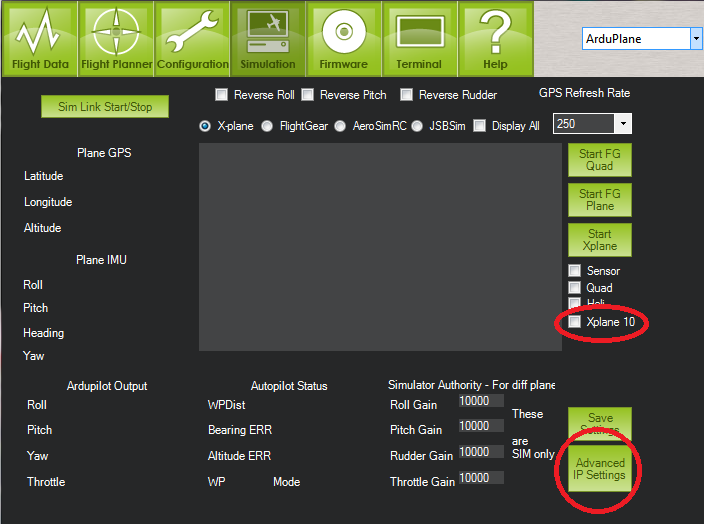 Flight Data Flight Planner Configuration Simulation Firmware Terminal Help
ArduPlane
Sim Link Start/Stop
Reverse Roll Reverse Pitch Reverse Rudder
GPS Refresh Rate
X-plane FlightGear AeroSimRC JSBSim Display All
250
Plane GPS
Latitude
Longitude
Altitude
Plane IMU
Roll
Pitch
Heading
Yaw
Start FG
Quad
Start FG
Plane
Start
Xplane
Sensor
Quad
Heli
Xplane 10
Ardupilot Output
Roll
Pitch
Yaw
Throttle
Autopilot Status
WPDist
Bearing ERR
Altitude ERR
WP Mode
Simulator Authority - For diff plane
Roll Gain 10000
Pitch Gain 10000
Rudder Gain 10000
Throttle Gain 10000
These
are
SIM only
Save
Settings
Advanced
IP Settings